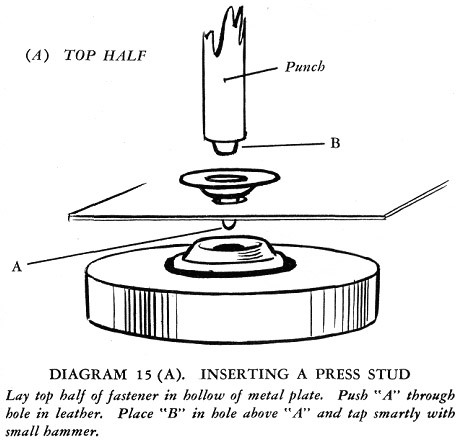 (A) TOP HALF
Punch
B
A
DIAGRAM 15 (A). INSERTING A PRESS STUD
Lay top half of fastener in hollow of metal plate. Push "A" through
hole in leather. Place "B" in hole above "A" and tap smartly with
small hammer.